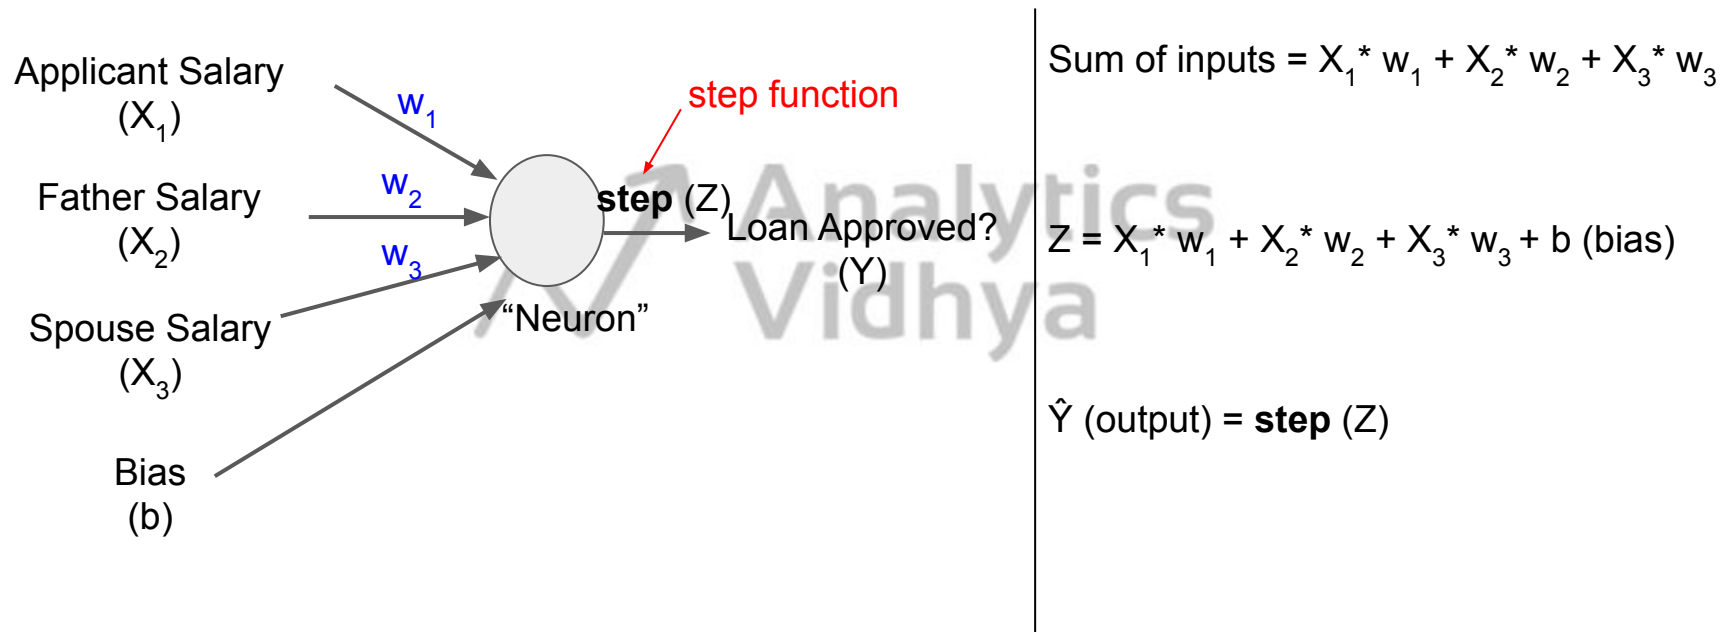 Applicant Salary
(X₁)
w₁
step function
Father Salary
(X₂)
w₂
step (Z)
Loan Approved?
(Y)
Spouse Salary
(X₃)
w₃
“Neuron”
Bias
(b)
Analytics
Vidhya
Sum of inputs = X₁* w₁ + X₂* w₂ + X₃* w₃
Z = X₁* w₁ + X₂* w₂ + X₃* w₃ + b (bias)
Ŷ (output) = step (Z)